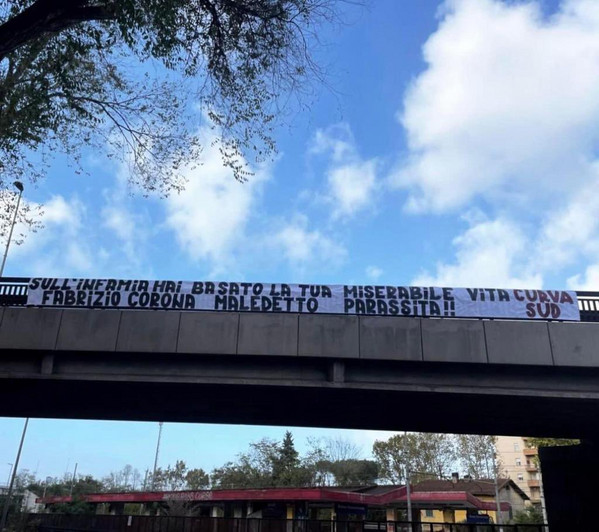 SULL'INFAMIA HAI BASATO LA TUA MISERABILE VITA CURVA
FABRIZIO CORONA MALEDETTO PARASSITA!! SUD